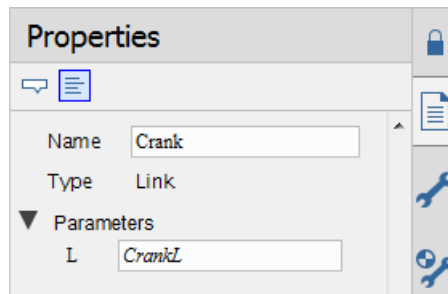 Properties
Name Crank
Type Link
Parameters
L CrankL